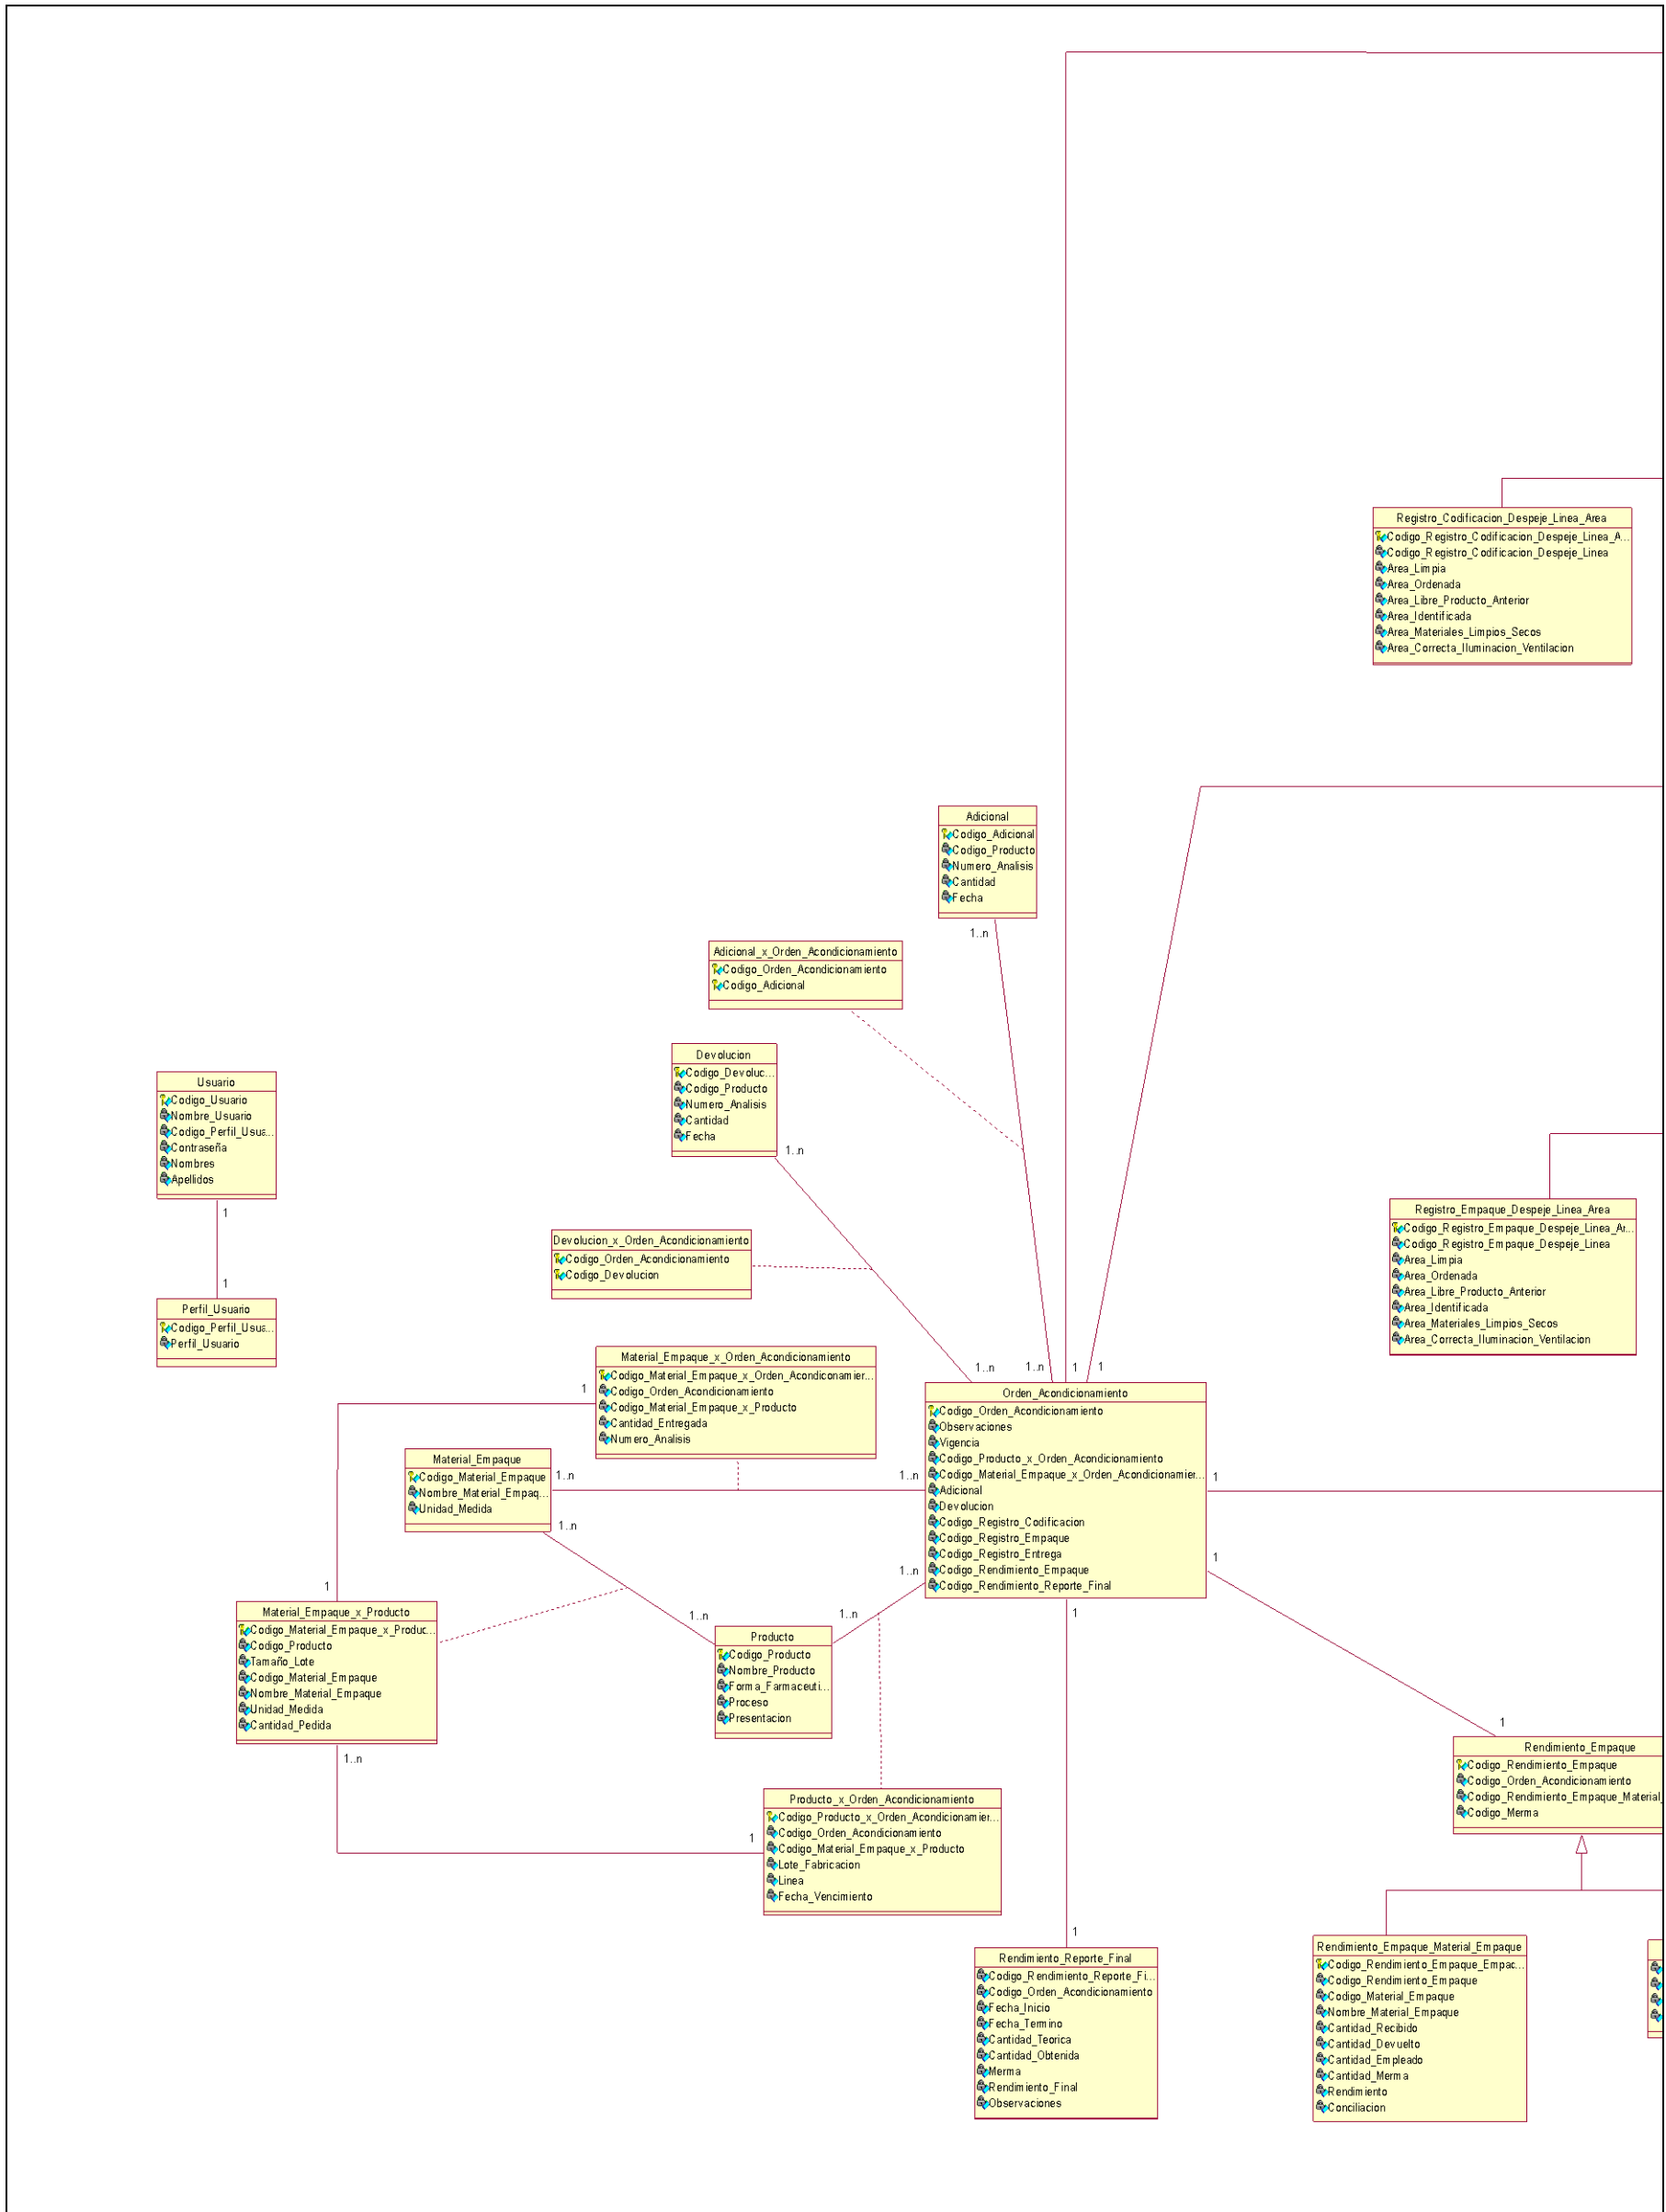 Registro_Codificacion_Despeje_Linea_Area
Codigo_Registro_Codificacion_Despeje_Linea_A...
Codigo_Registro_Codificacion_Despeje_Linea
Area_Limpia
Area_Ordenada
Area_Libre_Producto_Anterior
Area_Identificada
Area_Materiales_Limpios_Secos
Area_Correcta_Iluminacion_Ventilacion
Adicional
Codigo_Adicional
Codigo_Producto
Numero_Analisis
Cantidad
Fecha
1..n
Adicional_x_Orden_Acondicionamiento
Codigo_Orden_Acondicionamiento
Codigo_Adicional
Devolucion
Codigo_Devoluc...
Codigo_Producto
Numero_Analisis
Cantidad
Fecha
1..n
Usuario
Codigo_Usuario
Nombre_Usuario
Codigo_Perfil_Usua...
Contraseña
Nombres
Apellidos
1
1
Perfil_Usuario
Codigo_Perfil_Usua...
Perfil_Usuario
Devolucion_x_Orden_Acondicionamiento
Codigo_Orden_Acondicionamiento
Codigo_Devolucion
Registro_Empaque_Despeje_Linea_Area
Codigo_Registro_Empaque_Despeje_Linea_Ar...
Codigo_Registro_Empaque_Despeje_Linea
Area_Limpia
Area_Ordenada
Area_Libre_Producto_Anterior
Area_Identificada
Area_Materiales_Limpios_Secos
Area_Correcta_Iluminacion_Ventilacion
Material_Empaque_x_Orden_Acondicionamiento
Codigo_Material_Empaque_x_Orden_Acondiconamier...
Codigo_Orden_Acondicionamiento
Codigo_Material_Empaque_x_Producto
Cantidad_Entregada
Numero_Analisis
1
1..n
1..n
1
1
Orden_Acondicionamiento
Codigo_Orden_Acondicionamiento
Observaciones
Vigencia
Codigo_Producto_x_Orden_Acondicionamiento
Codigo_Material_Empaque_x_Orden_Acondicionamier...
Adicional
Devolucion
Codigo_Registro_Codificacion
Codigo_Registro_Empaque
Codigo_Registro_Entrega
Codigo_Rendimiento_Empaque
Codigo_Rendimiento_Reporte_Final
Material_Empaque
Codigo_Material_Empaque
Nombre_Material_Empaq...
Unidad_Medida
1..n
1..n
1
1..n
1..n
1
1
Material_Empaque_x_Producto
Codigo_Material_Empaque_x_Produc...
Codigo_Producto
Tamaño_Lote
Codigo_Material_Empaque
Nombre_Material_Empaque
Unidad_Medida
Cantidad_Pedida
1..n
1..n
1
Producto
Codigo_Producto
Nombre_Producto
Forma_Farmaceuti...
Proceso
Presentacion
1..n
1
Producto_x_Orden_Acondicionamiento
Codigo_Producto_x_Orden_Acondicionamier...
Codigo_Orden_Acondicionamiento
Codigo_Material_Empaque_x_Producto
Lote_Fabricacion
Linea
Fecha_Vencimiento
1
Rendimiento_Empaque
Codigo_Rendimiento_Empaque
Codigo_Orden_Acondicionamiento
Codigo_Rendimiento_Empaque_Material_
Codigo_Merma
1
Rendimiento_Reporte_Final
Codigo_Rendimiento_Reporte_Fi...
Codigo_Orden_Acondicionamiento
Fecha_Inicio
Fecha_Termino
Cantidad_Teorica
Cantidad_Obtenida
Merma
Rendimiento_Final
Observaciones
Rendimiento_Empaque_Material_Empaque
Codigo_Rendimiento_Empaque_Empac...
Codigo_Rendimiento_Empaque
Codigo_Material_Empaque
Nombre_Material_Empaque
Cantidad_Recibido
Cantidad_Devuelto
Cantidad_Empleado
Cantidad_Merma
Rendimiento
Conciliacion